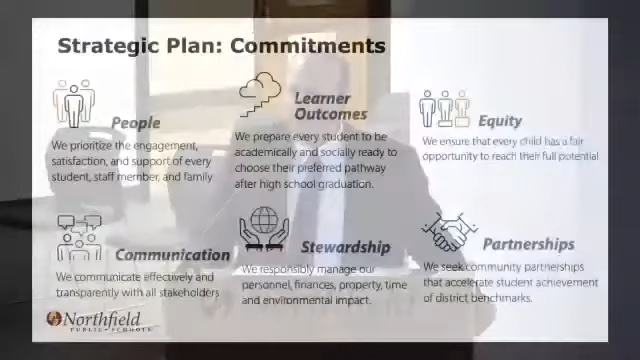 Strategic Plan: Commitments
People
We prioritize the engagement,
satisfaction, and support of every
student, staff member, and family
Learner
Outcomes
We prepare every student to be
academically and socially ready to
choose their preferred pathway
after high school graduation.
Equity
We ensure that every child has a fair
opportunity to reach their full potential
Communication
We communicate effectively and
transparently with all stakeholders
Stewardship
We responsibly manage our
personnel, finances, property, time
and environmental impact.
Partnerships
We seek community partnerships
that accelerate student achievement
of district benchmarks.
Northfield
PUBLIC SCHOOLS